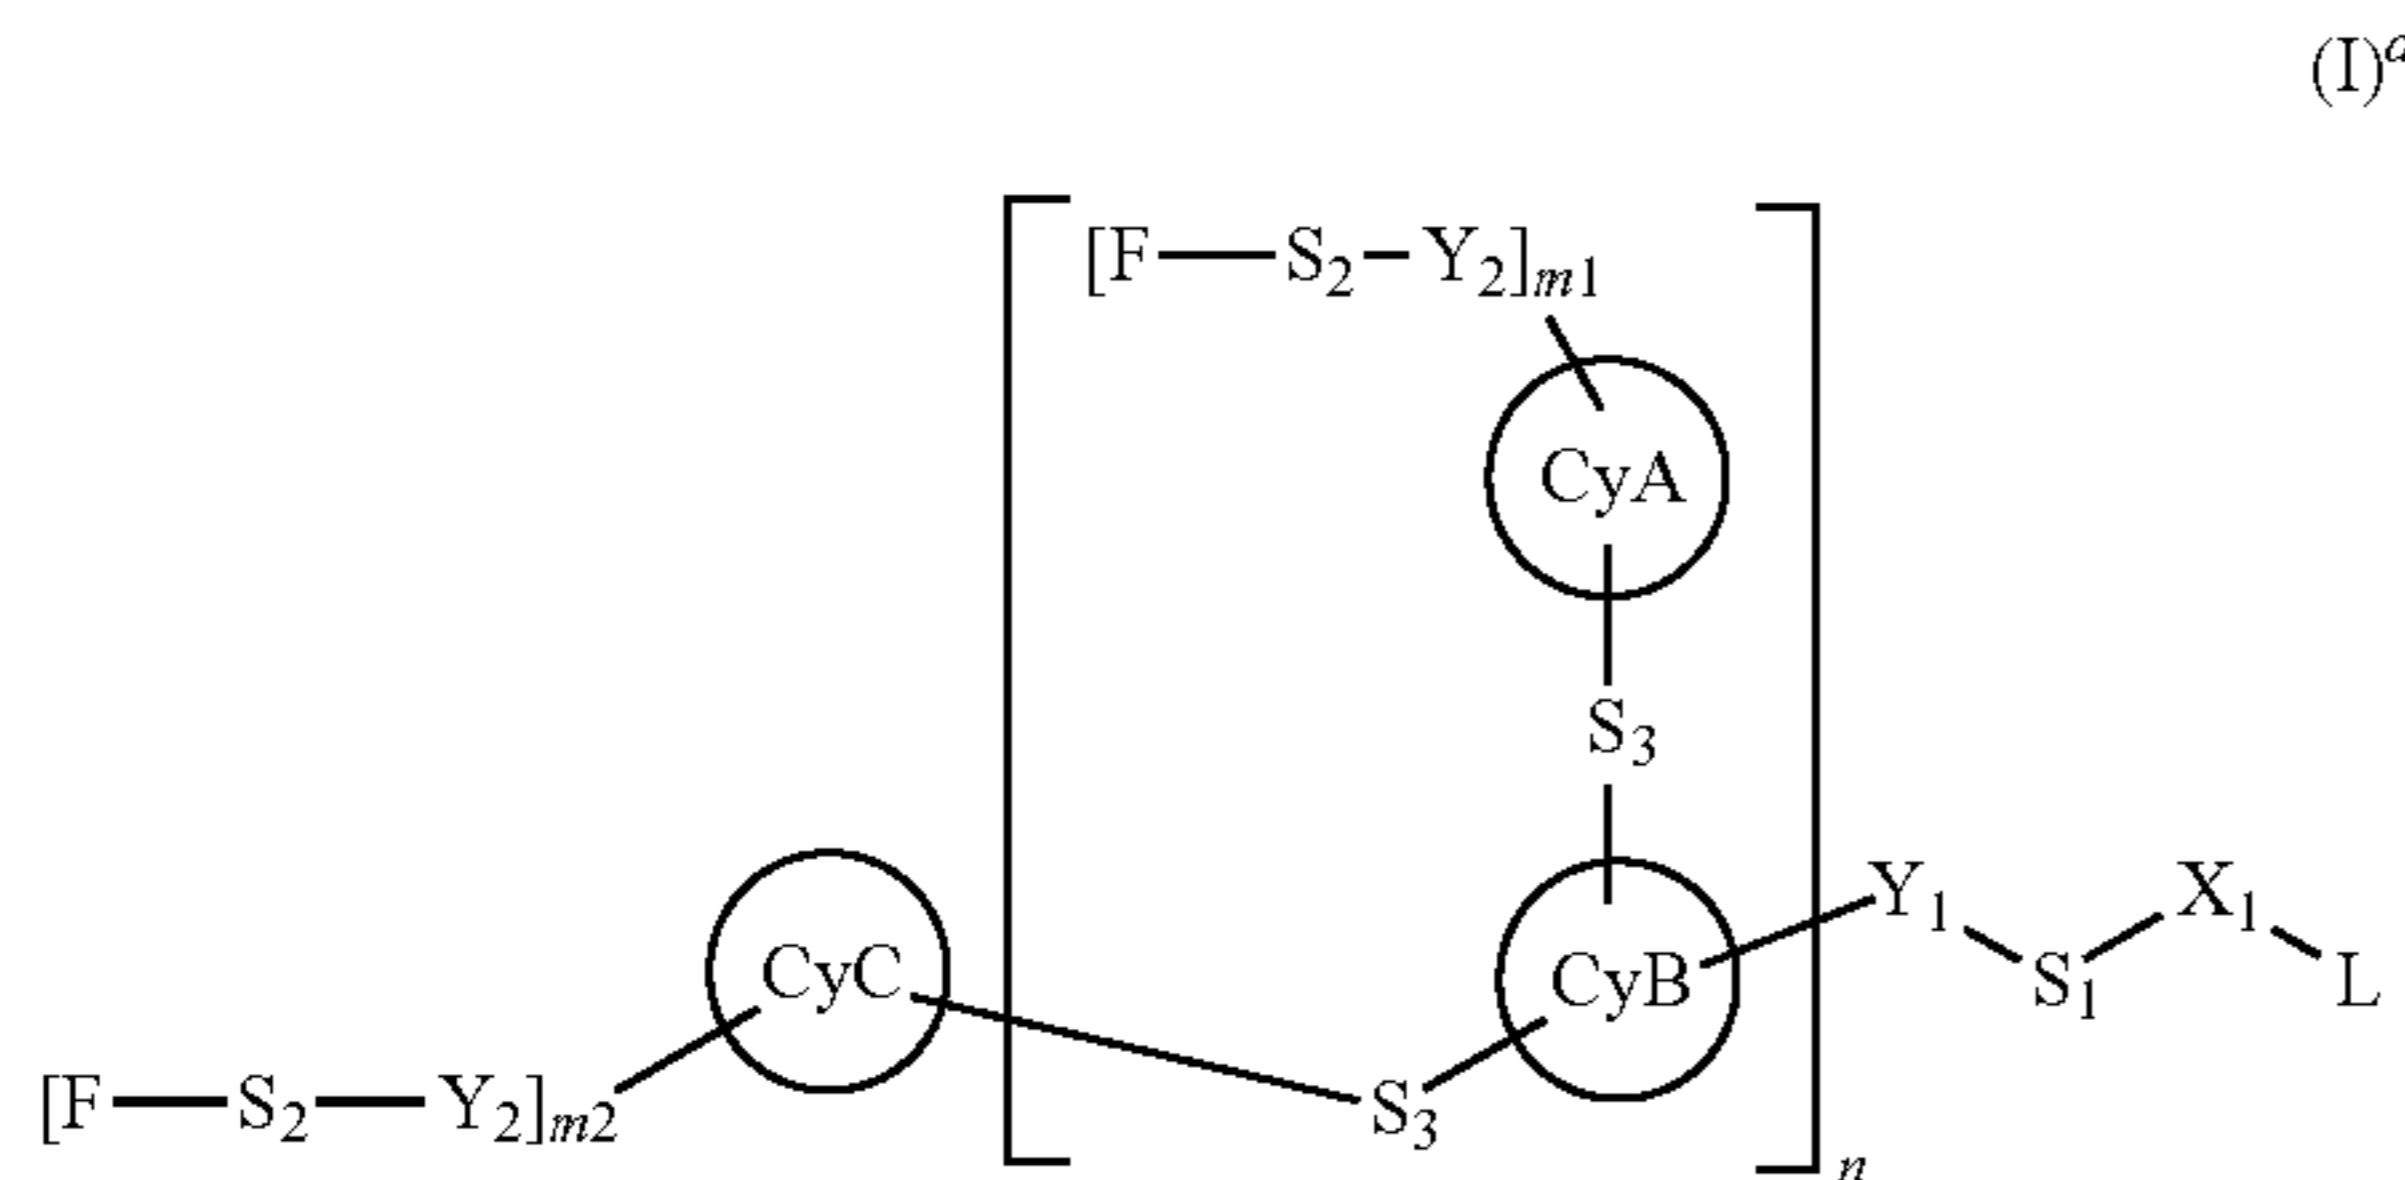 (I)ᵃ
[F—S₂—Y₂]ₘ₁
CyA
S₃
CyC
CyB
Y₁
S₁
X₁
L
[F—S₂—Y₂]ₘ₂
S₃
n